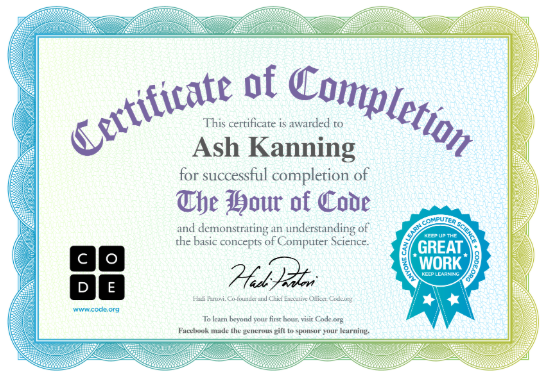 Certificate of Completion
This certificate is awarded to
Ash Kanning
for successful completion of
The Hour of Code
and demonstrating an understanding of
the basic concepts of Computer Science.
Hadi Partovi
Hadi Partovi, Co-founder and Chief Executive Officer, Code.org
To learn beyond your first hour, visit Code.org
Facebook made the generous gift to sponsor your learning.
C O
D E
www.code.org
ANYONE CAN LEARN COMPUTER SCIENCE • CODE.ORG •
KEEP UP THE
GREAT
WORK
KEEP LEARNING